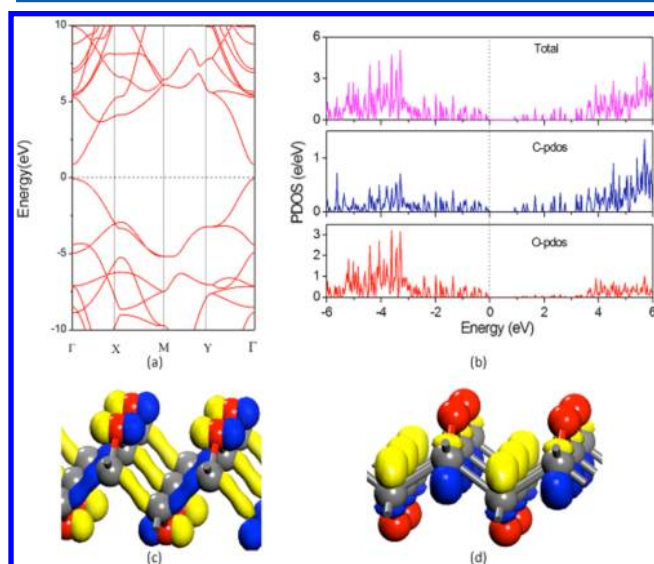 10
5
0
-5
-10
Energy(eV)
Γ X M Y Γ
(a)
6
3
0
Total
1
0
C-pdos
3
2
1
0
O-pdos
PDOS (e/eV)
-6 -4 -2 0 2 4 6
Energy (eV)
(b)
(c)
(d)